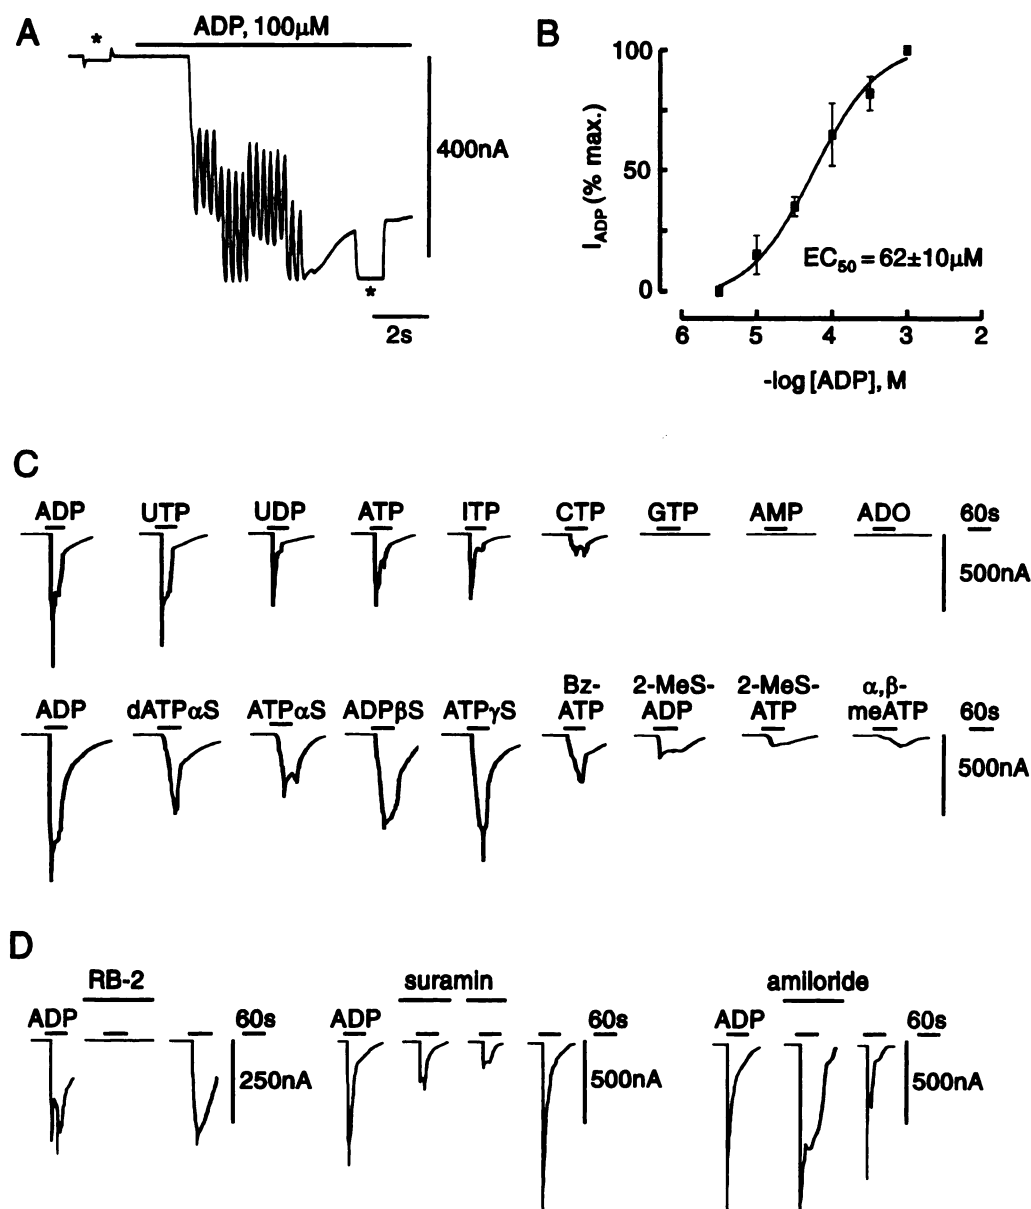 A
*
ADP, 100µM
400nA
*
2s
B
100
50
0
I_ADP (% max.)
EC₅₀ = 62±10µM
6 5 4 3 2
-log [ADP], M
C
ADP UTP UDP ATP ITP CTP GTP AMP ADO 60s
500nA
Bz- 2-MeS- 2-MeS- α,β-
ADP dATPαS ATPαS ADPβS ATPγS ATP ADP ATP meATP 60s
500nA
D
RB-2 suramin amiloride
ADP 60s ADP 60s ADP 60s
250nA 500nA 500nA